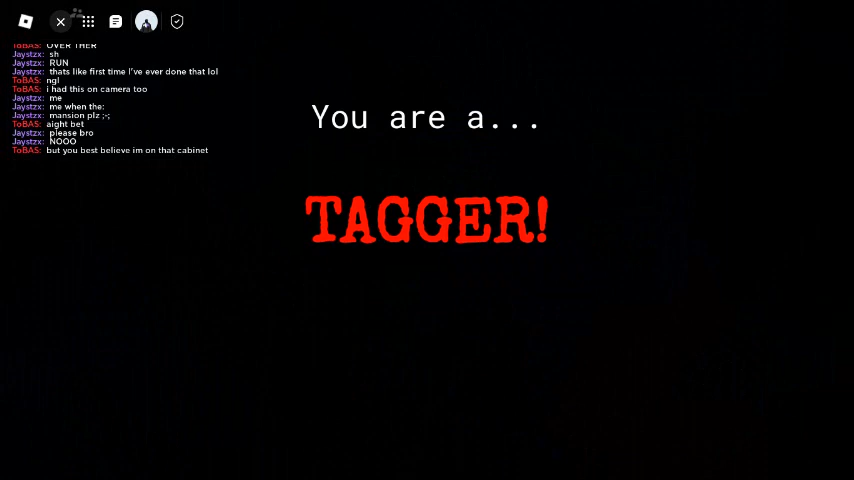 ToBAS: OVER THER
Jaystzx: sh
Jaystzx: RUN
Jaystzx: thats like first time I've ever done that lol
ToBAS: ngl
ToBAS: i had this on camera too
Jaystzx: me
Jaystzx: me when the:
Jaystzx: mansion plz ;-;
ToBAS: aight bet
Jaystzx: please bro
Jaystzx: NOOO
ToBAS: but you best believe im on that cabinet
You are a...
TAGGER!